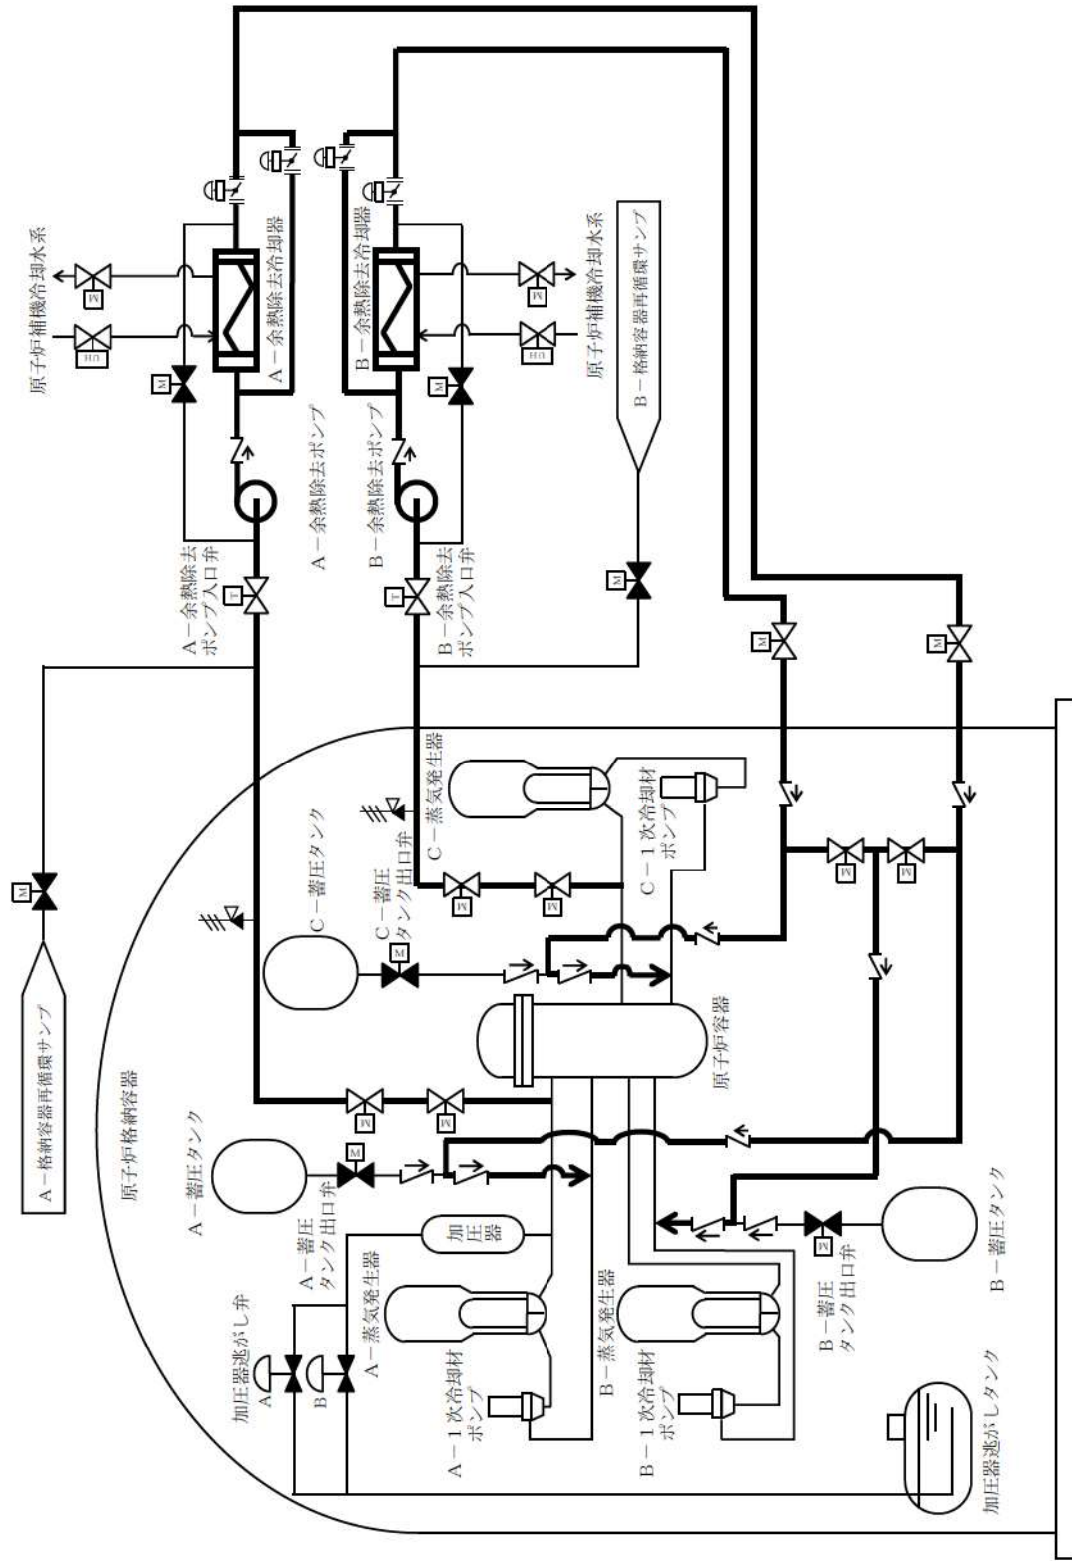 A－格納容器再循環サンプ
M
原子炉格納容器
原子炉補機冷却水系
M
M
A－余熱除去
ポンプ入口弁
T
A－余熱除去冷却器
A－余熱除去ポンプ
A－蓄圧タンク
C－蓄圧タンク
加圧器逃がし弁
A
B
A－蓄圧
タンク出口弁
M
M
M
C－蓄圧
タンク出口弁
M
B－余熱除去冷却器
B－余熱除去ポンプ
T
B－余熱除去
ポンプ入口弁
M
A－蒸気発生器
加圧器
C－蒸気発生器
M
M
A－1次冷却材
ポンプ
M
原子炉補機冷却水系
B－格納容器再循環サンプ
M
B－蒸気発生器
C－1次冷却材
ポンプ
B－1次冷却材
ポンプ
原子炉容器
M
M
M
M
M
B－蓄圧
タンク出口弁
B－蓄圧タンク
加圧器逃がしタンク